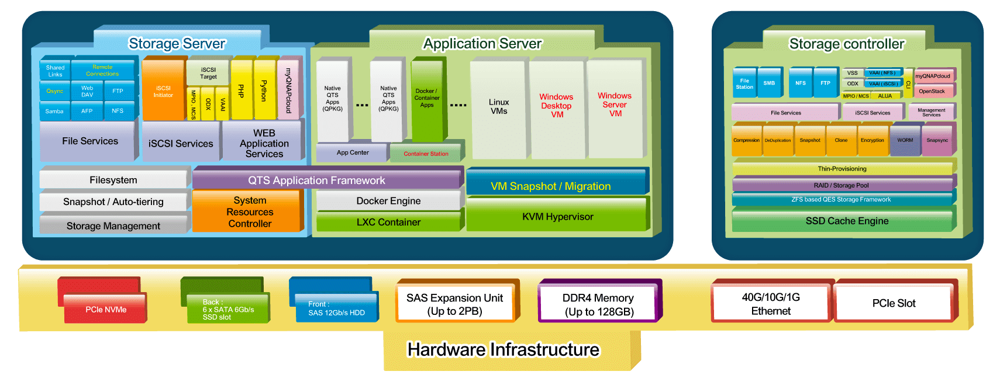 Storage Server
Shared
Links
Remote
Connections
Qsync
Web
DAV
FTP
Samba
AFP
NFS
File Services
iSCSI
Initiator
iSCSI
Target
MPIO , MC/S
ODX
VAAI
iSCSI Services
PHP
Python
myQNAPcloud
WEB
Application
Services
Filesystem
Snapshot / Auto-tiering
Storage Management
QTS Application Framework
System
Resources
Controller
Application Server
Native
QTS
Apps
(QPKG)
...
Native
QTS
Apps
(QPKG)
Docker /
Container
Apps
....
Linux
VMs
Windows
Desktop
VM
Windows
Server
VM
App Center
Container Station
Docker Engine
LXC Container
VM Snapshot / Migration
KVM Hypervisor
Storage controller
File
Station
SMB
NFS
FTP
VSS
VAAI ( NFS )
ODX
VAAI ( iSCSI )
MPIO / MCS
ALUA
CLI
myQNAPcloud
OpenStack
File Services
iSCSI Services
Management
Services
Compression
DeDuplication
Snapshot
Clone
Encryption
WORM
Snapsync
Thin-Provisioning
RAID / Storage Pool
ZFS based QES Storage Framework
SSD Cache Engine
PCIe NVMe
Back :
6 x SATA 6Gb/s
SSD slot
Front :
SAS 12Gb/s HDD
SAS Expansion Unit
(Up to 2PB)
DDR4 Memory
(Up to 128GB)
40G/10G/1G
Ethernet
PCIe Slot
Hardware Infrastructure